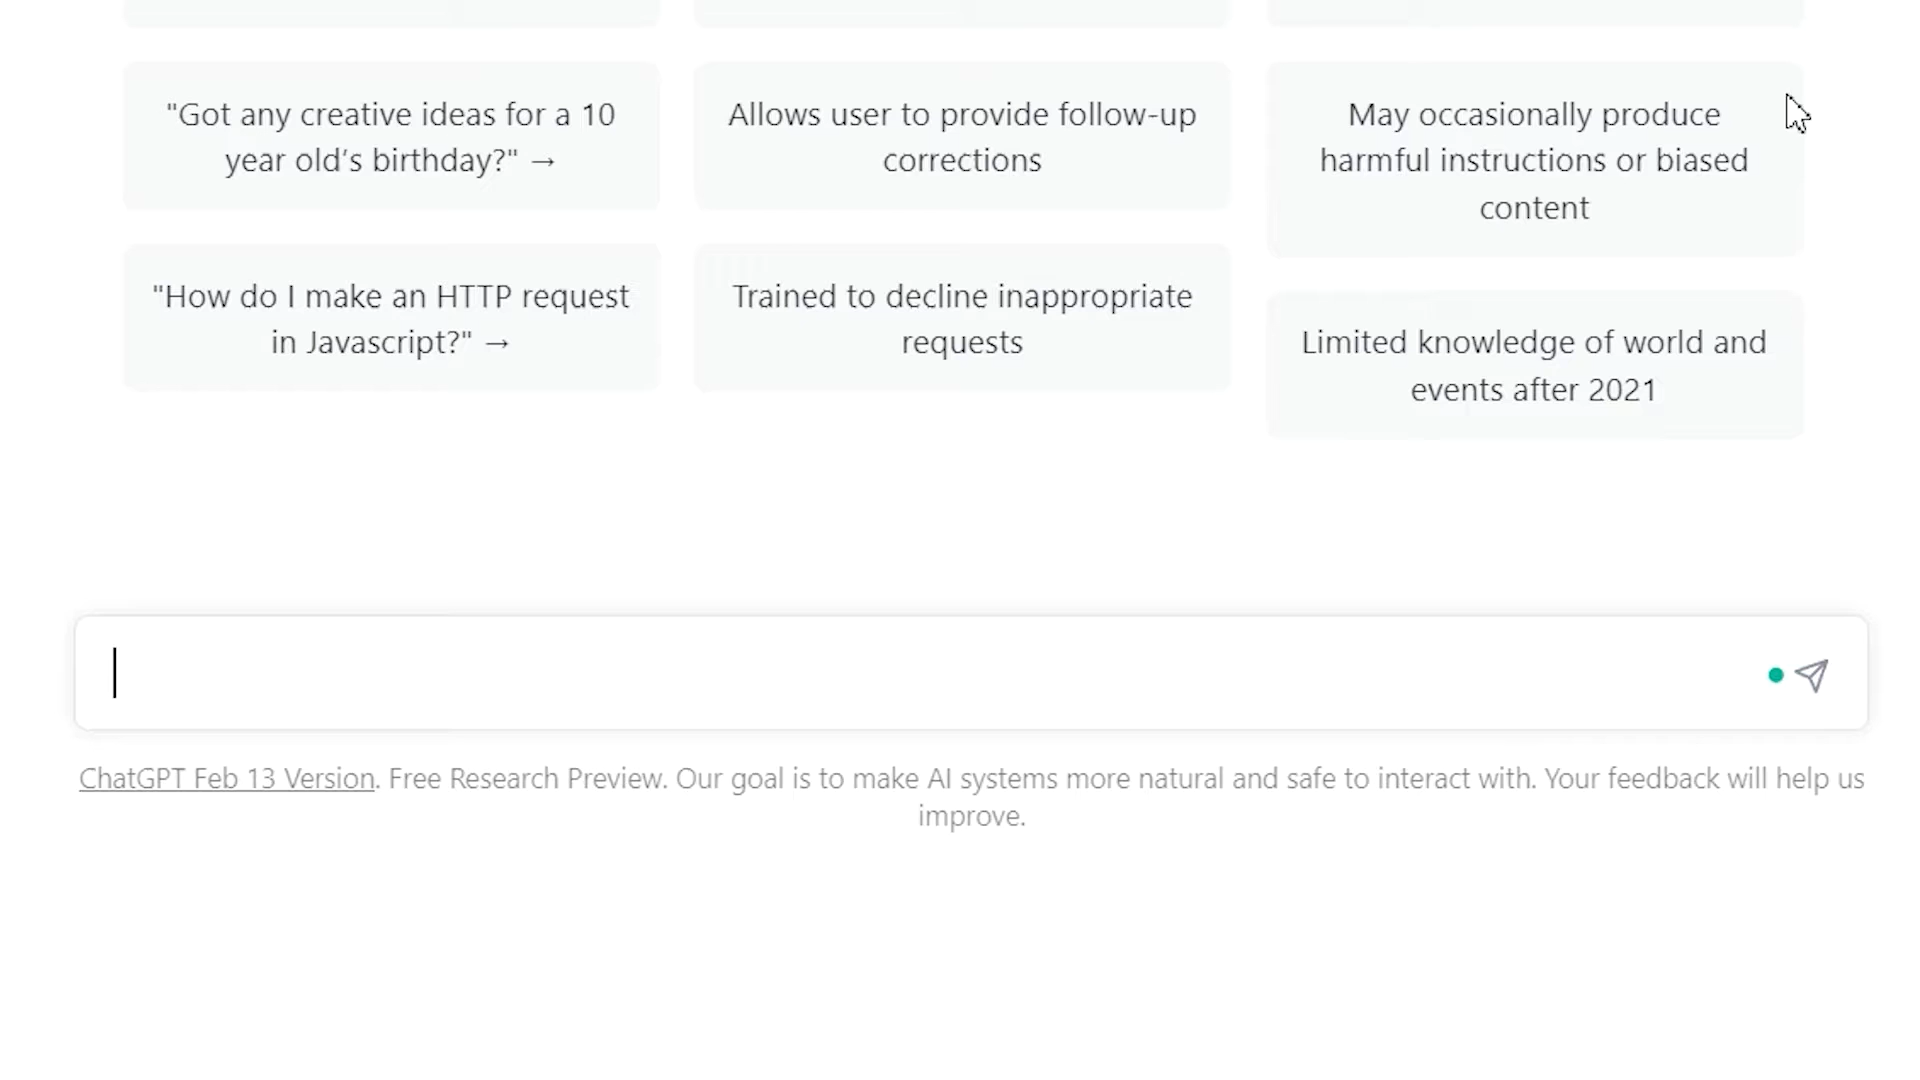 "Got any creative ideas for a 10
year old's birthday?" →
"How do I make an HTTP request
in Javascript?" →
Allows user to provide follow-up
corrections
Trained to decline inappropriate
requests
May occasionally produce
harmful instructions or biased
content
Limited knowledge of world and
events after 2021
ChatGPT Feb 13 Version. Free Research Preview. Our goal is to make AI systems more natural and safe to interact with. Your feedback will help us
improve.